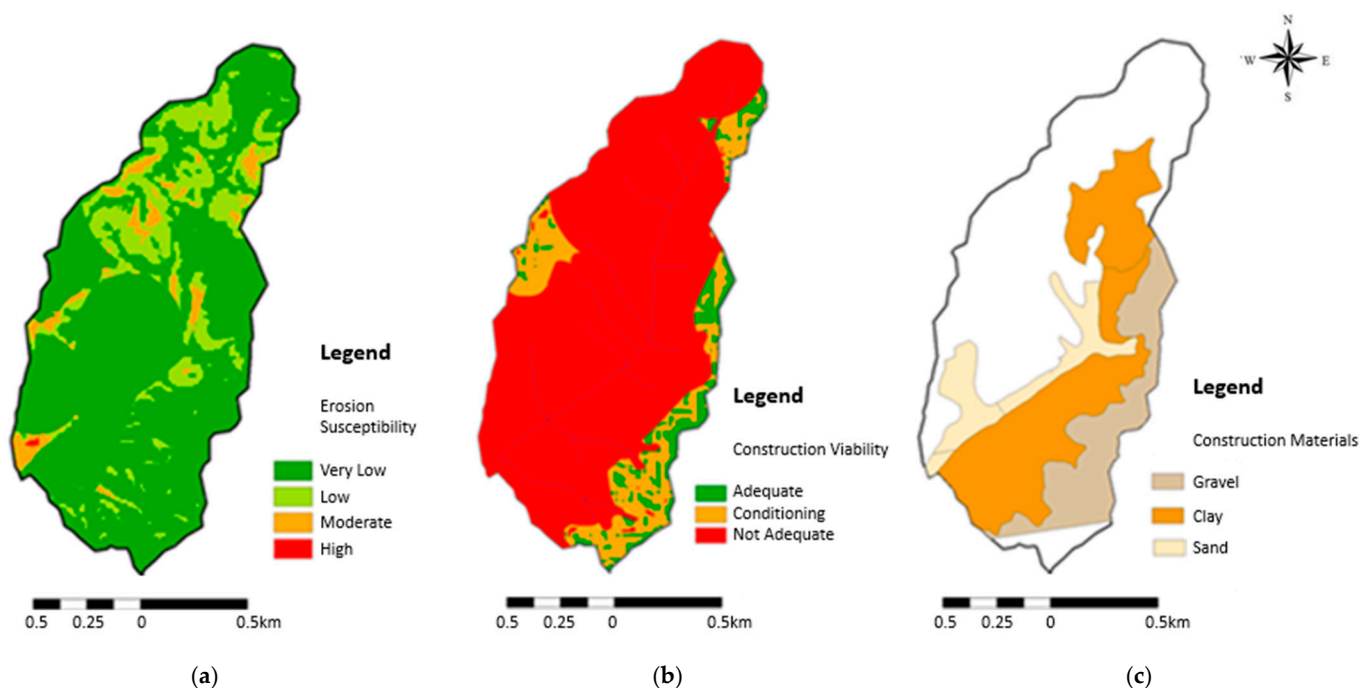 N
W E
S
Legend
Erosion
Susceptibility
Very Low
Low
Moderate
High
0.5 0.25 0 0.5km
(a)
Legend
Construction Viability
Adequate
Conditioning
Not Adequate
0.5 0.25 0 0.5km
(b)
Legend
Construction Materials
Gravel
Clay
Sand
0.5 0.25 0 0.5km
(c)